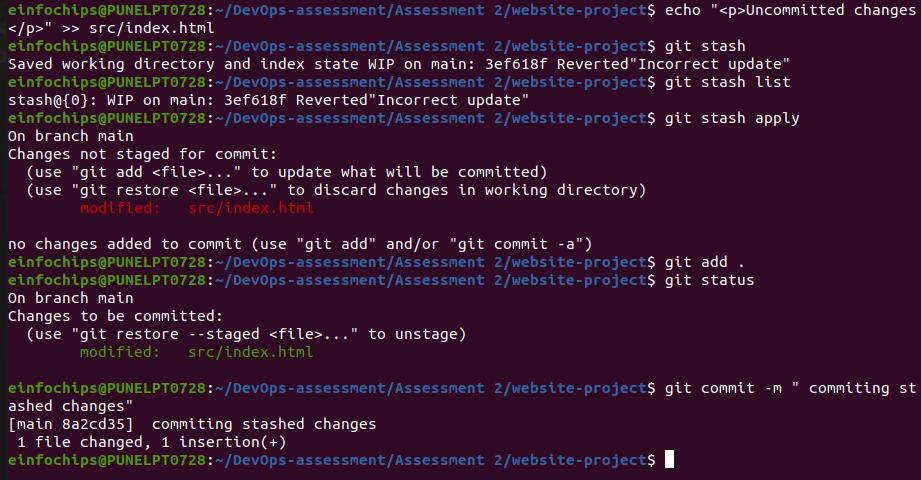 einfochips@PUNELPT0728:~/DevOps-assessment/Assessment 2/website-project$ echo "<p>Uncommitted changes
</p>" >> src/index.html
einfochips@PUNELPT0728:~/DevOps-assessment/Assessment 2/website-project$ git stash
Saved working directory and index state WIP on main: 3ef618f Reverted"Incorrect update"
einfochips@PUNELPT0728:~/DevOps-assessment/Assessment 2/website-project$ git stash list
stash@{0}: WIP on main: 3ef618f Reverted"Incorrect update"
einfochips@PUNELPT0728:~/DevOps-assessment/Assessment 2/website-project$ git stash apply
On branch main
Changes not staged for commit:
  (use "git add <file>..." to update what will be committed)
  (use "git restore <file>..." to discard changes in working directory)
        modified:   src/index.html

no changes added to commit (use "git add" and/or "git commit -a")
einfochips@PUNELPT0728:~/DevOps-assessment/Assessment 2/website-project$ git add .
einfochips@PUNELPT0728:~/DevOps-assessment/Assessment 2/website-project$ git status
On branch main
Changes to be committed:
  (use "git restore --staged <file>..." to unstage)
        modified:   src/index.html

einfochips@PUNELPT0728:~/DevOps-assessment/Assessment 2/website-project$ git commit -m " commiting st
ashed changes"
[main 8a2cd35]  commiting stashed changes
 1 file changed, 1 insertion(+)
einfochips@PUNELPT0728:~/DevOps-assessment/Assessment 2/website-project$